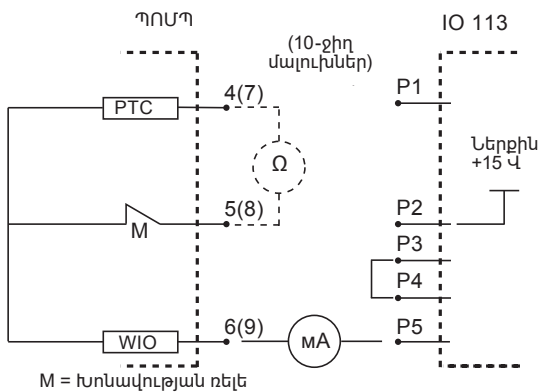 ՊՈՄՊ
(10-ջիղ
մալուխներ)
IO 113
PTC
4(7)
P1
Ներքին
+15 Վ
Ω
M
5(8)
P2
P3
P4
WIO
6(9)
мА
P5
M = Խոնավության ռելե